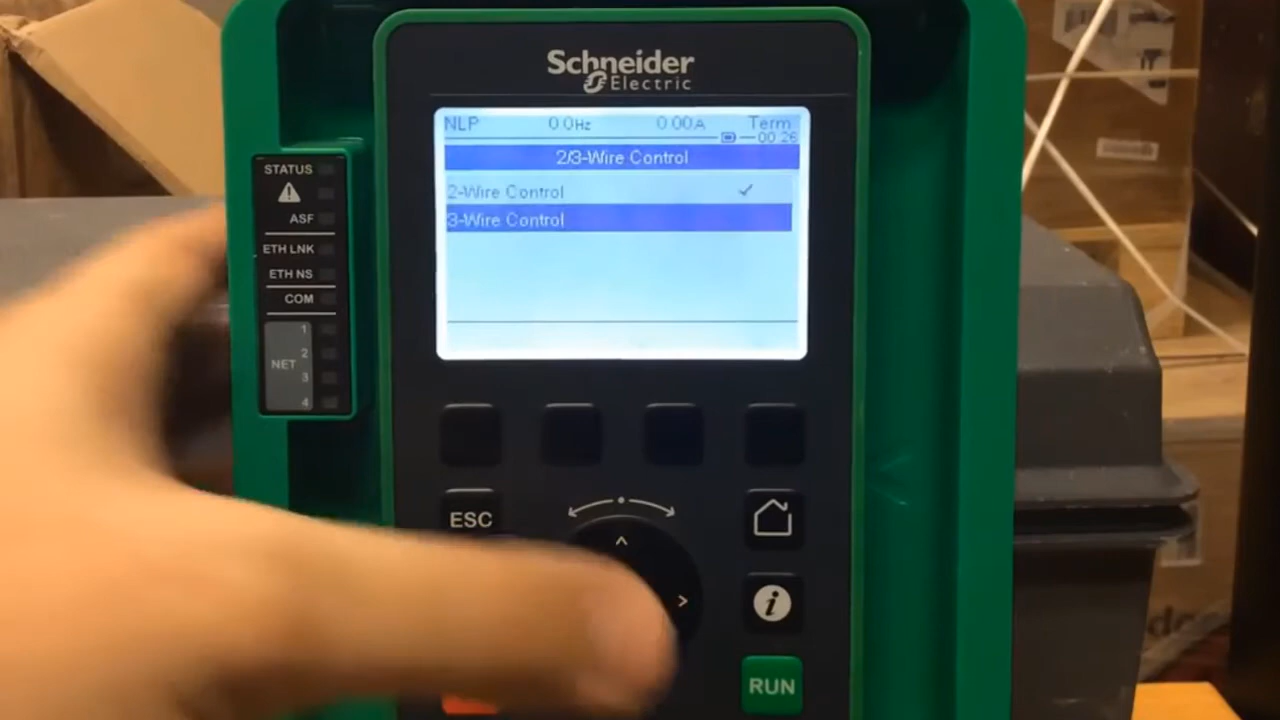 Schneider
Electric
NLP 0.0Hz 0.00A Term
00:26
2/3-Wire Control
2-Wire Control
3-Wire Control
STATUS
ASF
ETH LNK
ETH NS
COM
NET
1
2
3
4
ESC
i
RUN